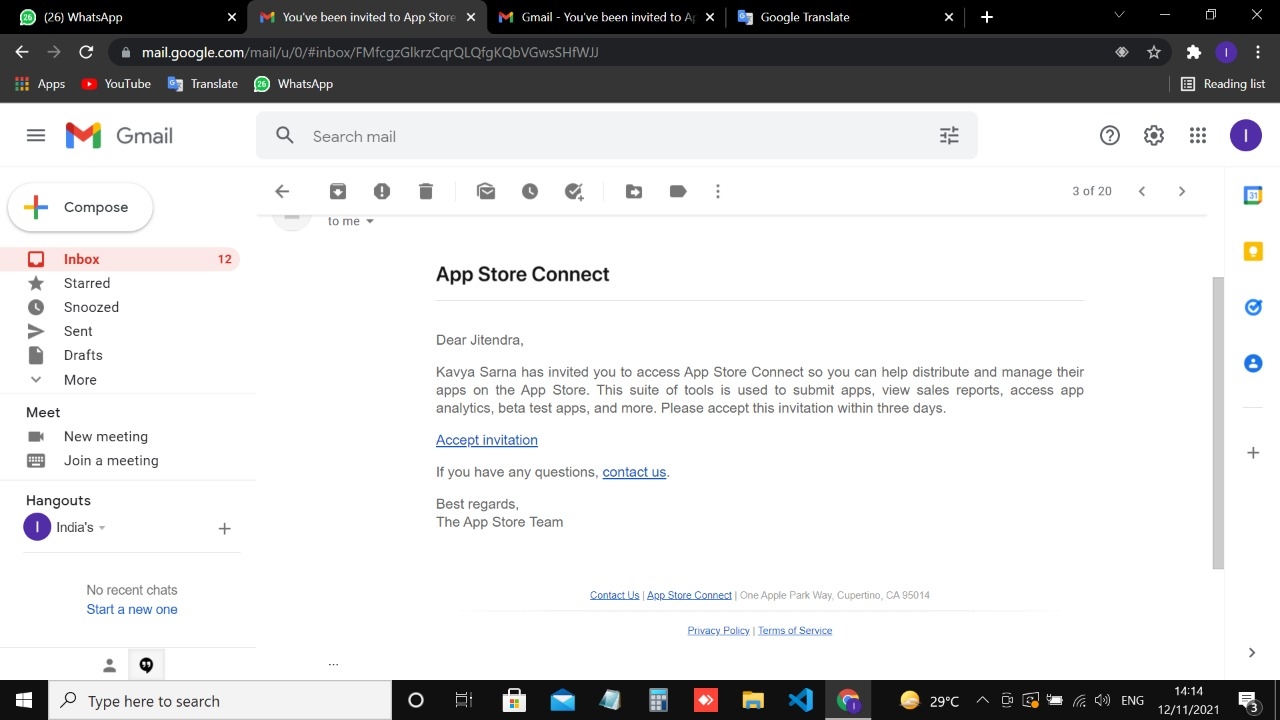 (26) WhatsApp
You've been invited to App Store
Gmail - You've been invited to Ap
Google Translate
mail.google.com/mail/u/0/#inbox/FMfcgzGlkrzCqrQLQfgKQbVGwsSHfWJJ
I
Apps
YouTube
Translate
26
WhatsApp
Reading list
Gmail
Search mail
I
Compose
3 of 20
31
to me
Inbox 12
Starred
Snoozed
Sent
Drafts
More
Meet
New meeting
Join a meeting
Hangouts
I India's
No recent chats
Start a new one
App Store Connect
Dear Jitendra,
Kavya Sarna has invited you to access App Store Connect so you can help distribute and manage their
apps on the App Store. This suite of tools is used to submit apps, view sales reports, access app
analytics, beta test apps, and more. Please accept this invitation within three days.
Accept invitation
If you have any questions, contact us.
Best regards,
The App Store Team
Contact Us | App Store Connect | One Apple Park Way, Cupertino, CA 95014
Privacy Policy | Terms of Service
...
Type here to search
29°C
ENG
14:14
12/11/2021
3